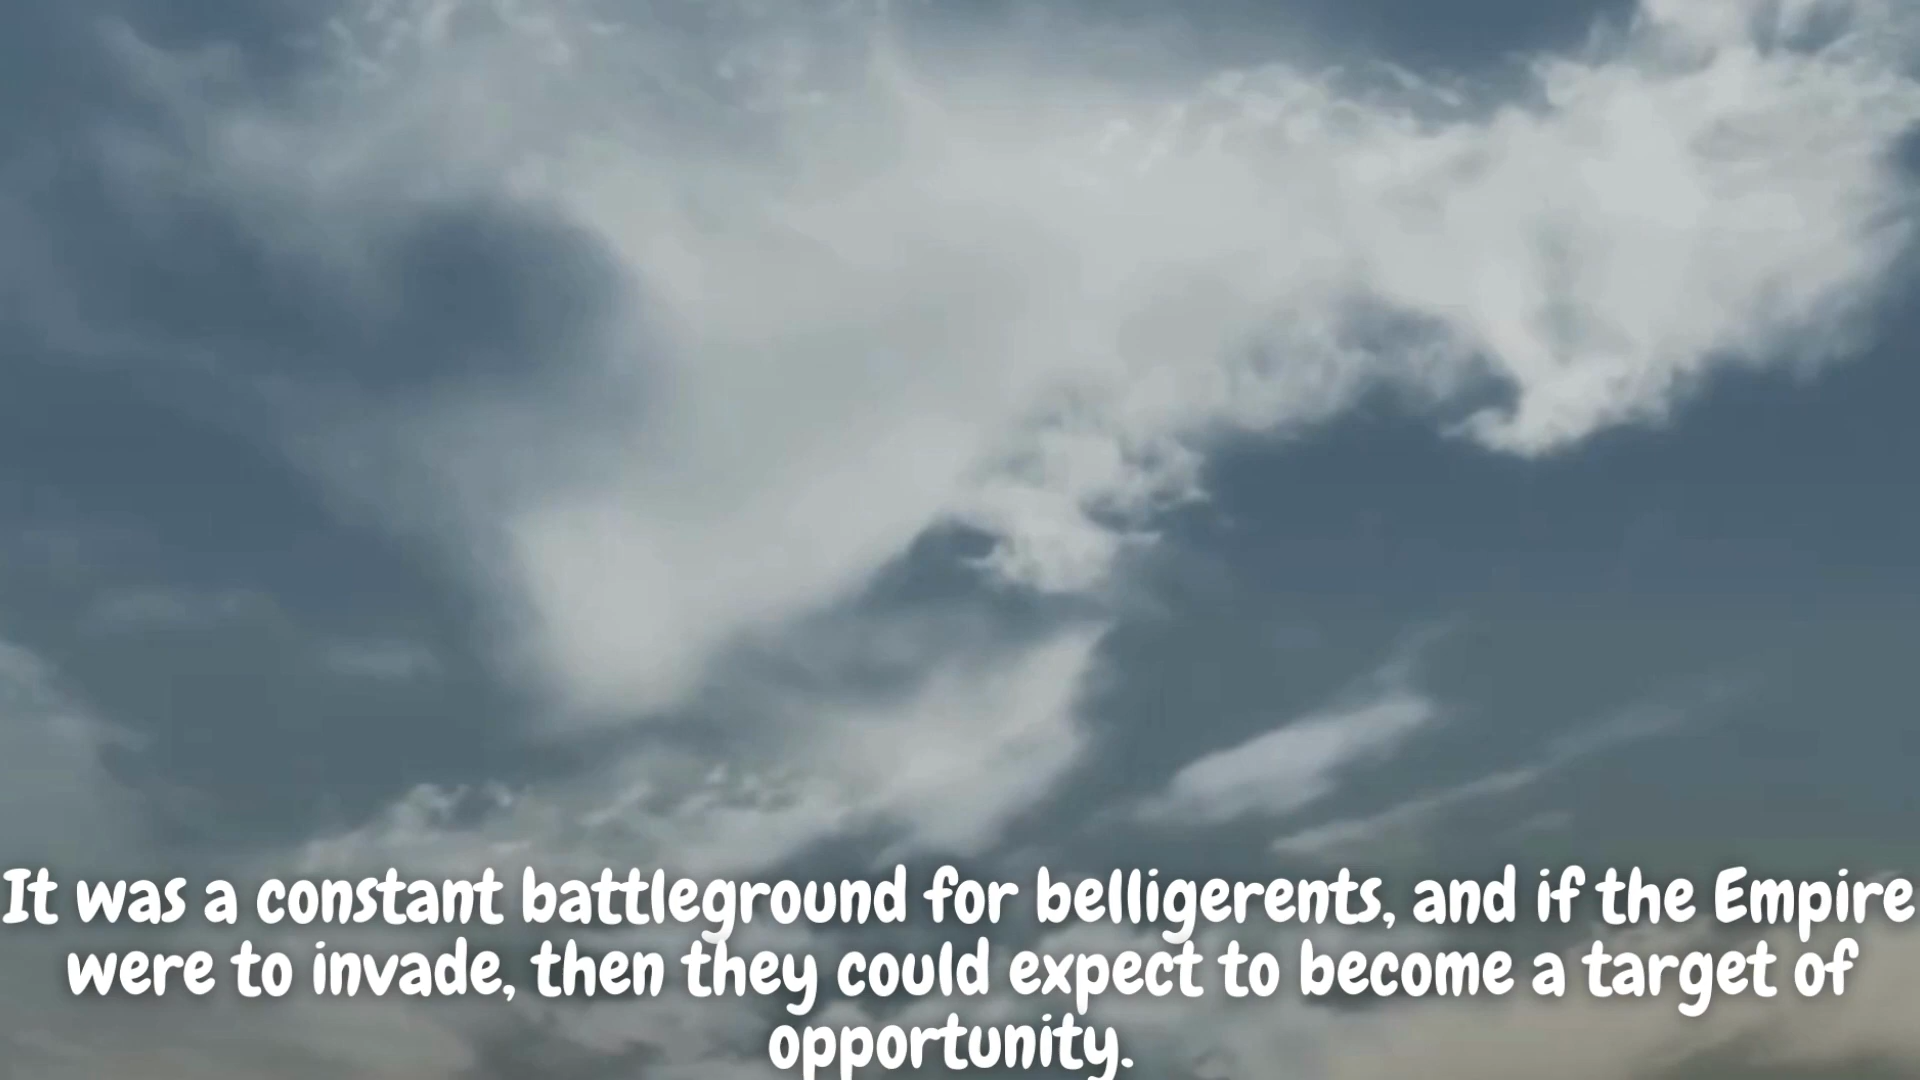 It was a constant battleground for belligerents, and if the Empire
were to invade, then they could expect to become a target of
opportunity.